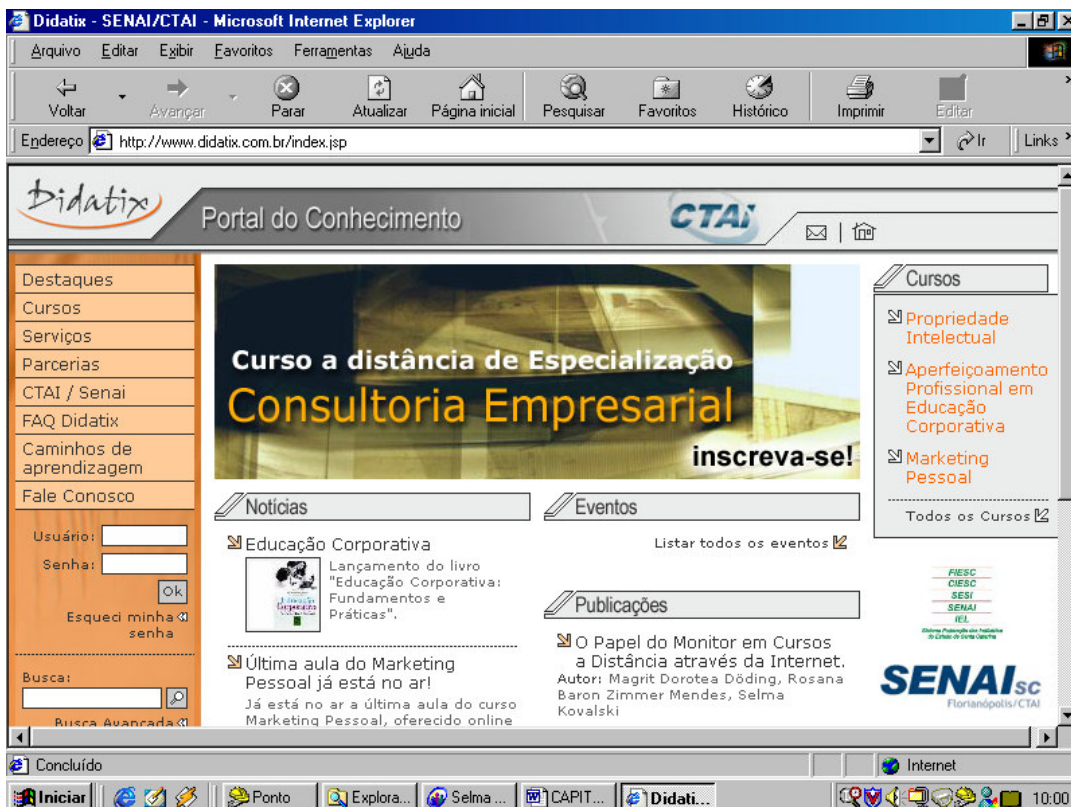 Didatix - SENAI/CTAI - Microsoft Internet Explorer
Arquivo Editar Exibir Favoritos Ferramentas Ajuda
Voltar Avançar Parar Atualizar Página inicial Pesquisar Favoritos Histórico Imprimir Editar
Endereço http://www.didatix.com.br/index.jsp Ir Links
Didatix
Portal do Conhecimento
CTAI
Destaques
Cursos
Serviços
Parcerias
CTAI / Senai
FAQ Didatix
Caminhos de
aprendizagem
Fale Conosco
Usuário:
Senha:
Ok
Esqueci minha
senha
Busca:
Busca Avançada
Curso a distância de Especialização
Consultoria Empresarial
inscreva-se!
Notícias
Educação Corporativa
Lançamento do livro
"Educação Corporativa:
Fundamentos e
Práticas".
Última aula do Marketing
Pessoal já está no ar!
Já está no ar a última aula do curso
Marketing Pessoal, oferecido online
Eventos
Listar todos os eventos
Publicações
O Papel do Monitor em Cursos
a Distância através da Internet.
Autor: Magrit Dorotea Döding, Rosana
Baron Zimmer Mendes, Selma
Kovalski
Cursos
Propriedade
Intelectual
Aperfeiçoamento
Profissional em
Educação
Corporativa
Marketing
Pessoal
Todos os Cursos
FIESC
CIESC
SESI
SENAI
IEL
SENAI SC
Florianópolis/CTAI
Concluído Internet
Iniciar Ponto Explora... Selma ... CAPIT... Didati... 10:00